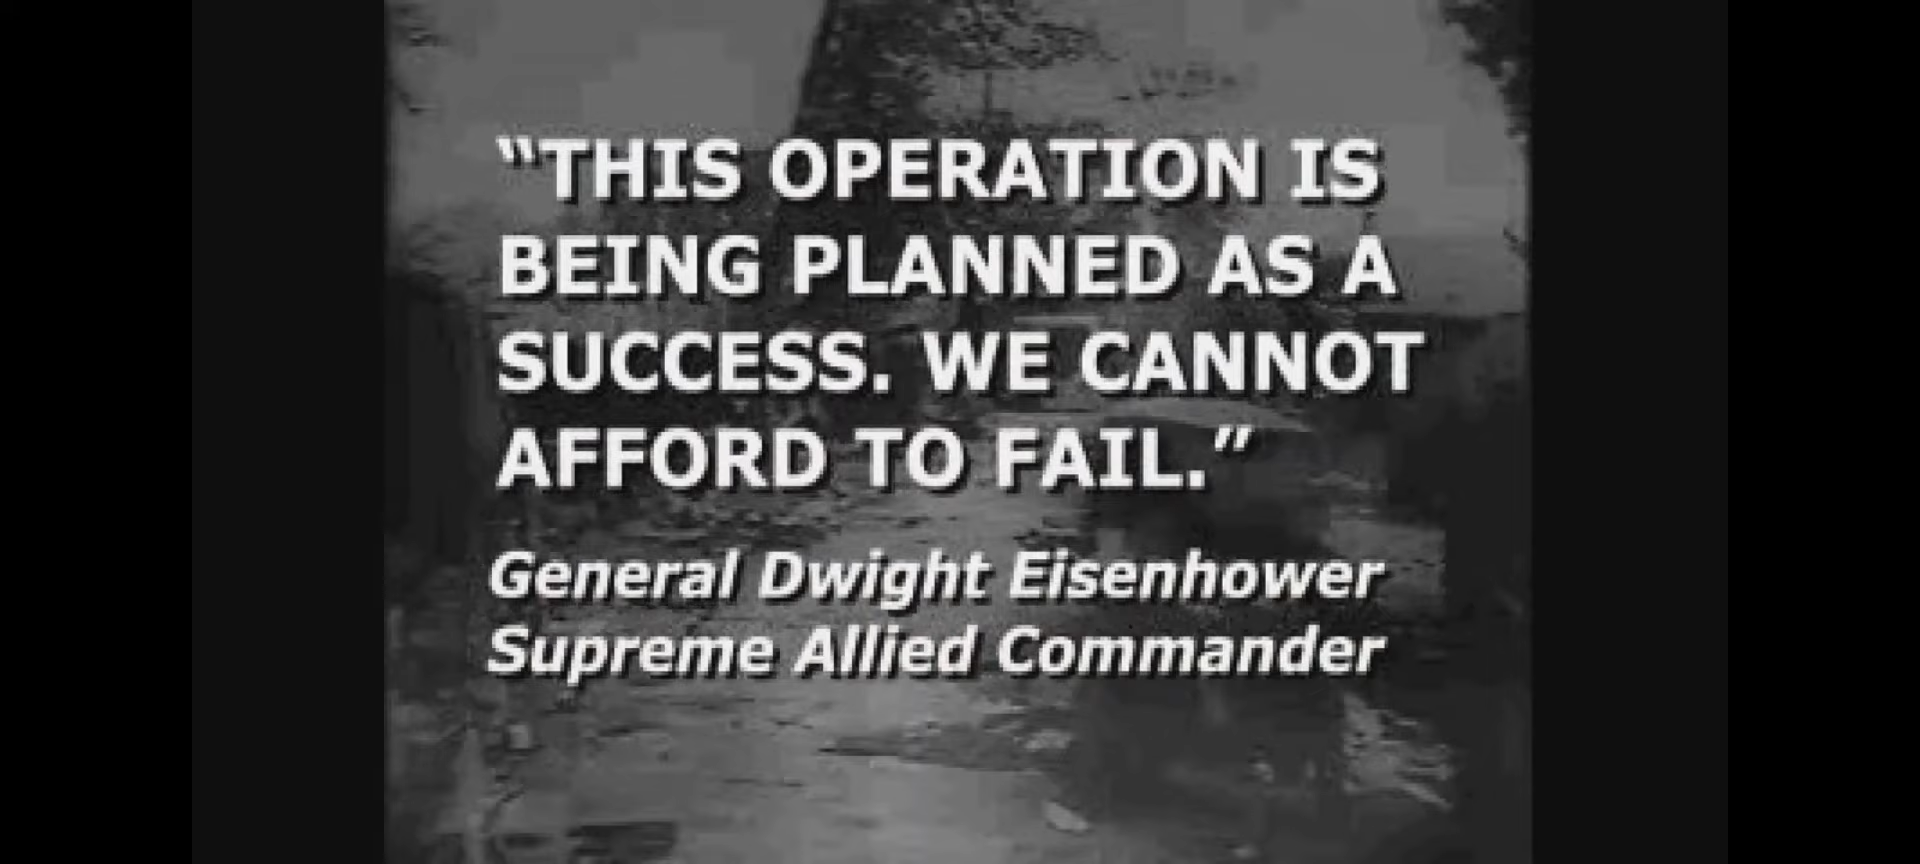 “THIS OPERATION IS
BEING PLANNED AS A
SUCCESS. WE CANNOT
AFFORD TO FAIL.”
General Dwight Eisenhower
Supreme Allied Commander